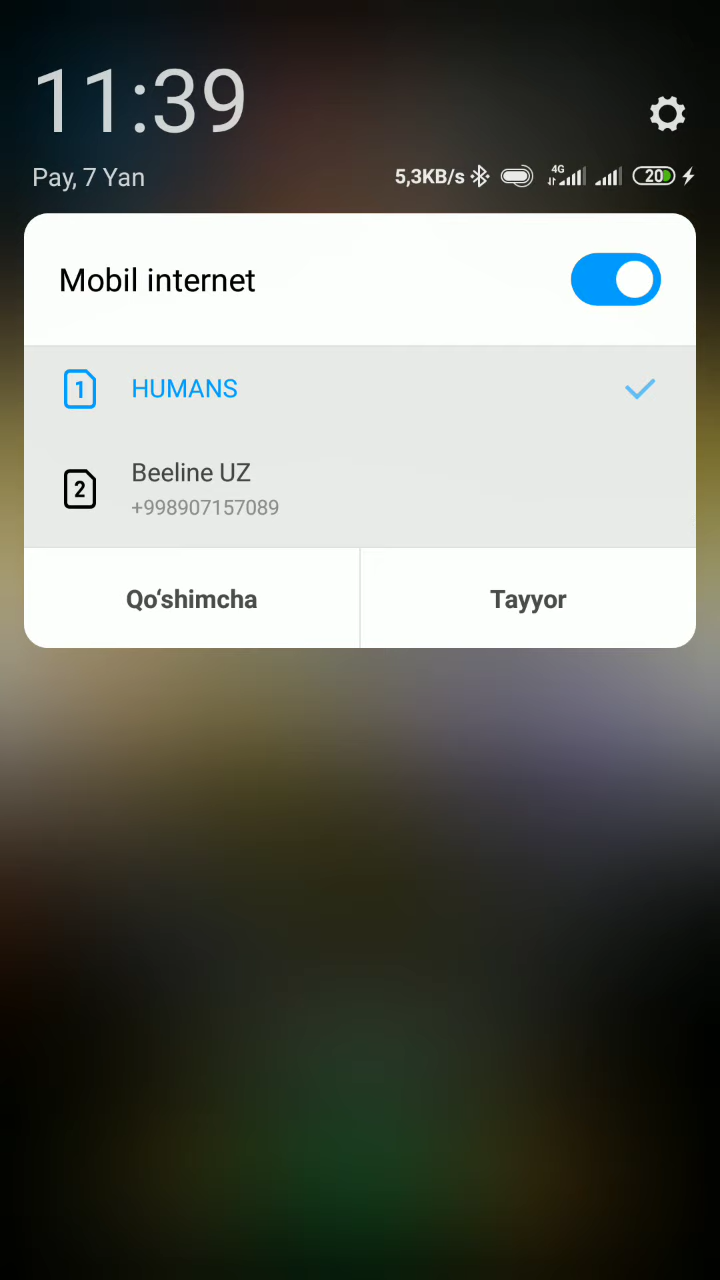 11:39
Pay, 7 Yan
5,3KB/s 4G 20
Mobil internet
1 HUMANS
2 Beeline UZ
+998907157089
Qo‘shimcha Tayyor